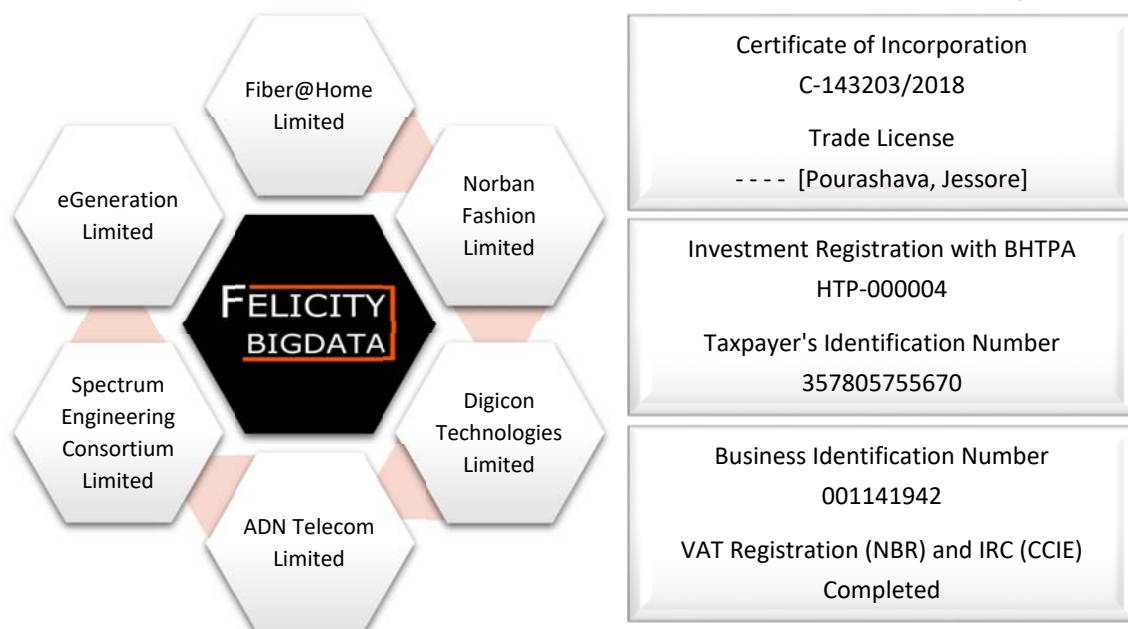 Fiber@Home
Limited
eGeneration
Limited
Norban
Fashion
Limited
FELICITY
BIGDATA
Spectrum
Engineering
Consortium
Limited
Digicon
Technologies
Limited
ADN Telecom
Limited
Certificate of Incorporation
C-143203/2018
Trade License
- - - - [Pourashava, Jessore]
Investment Registration with BHTPA
HTP-000004
Taxpayer's Identification Number
357805755670
Business Identification Number
001141942
VAT Registration (NBR) and IRC (CCIE)
Completed